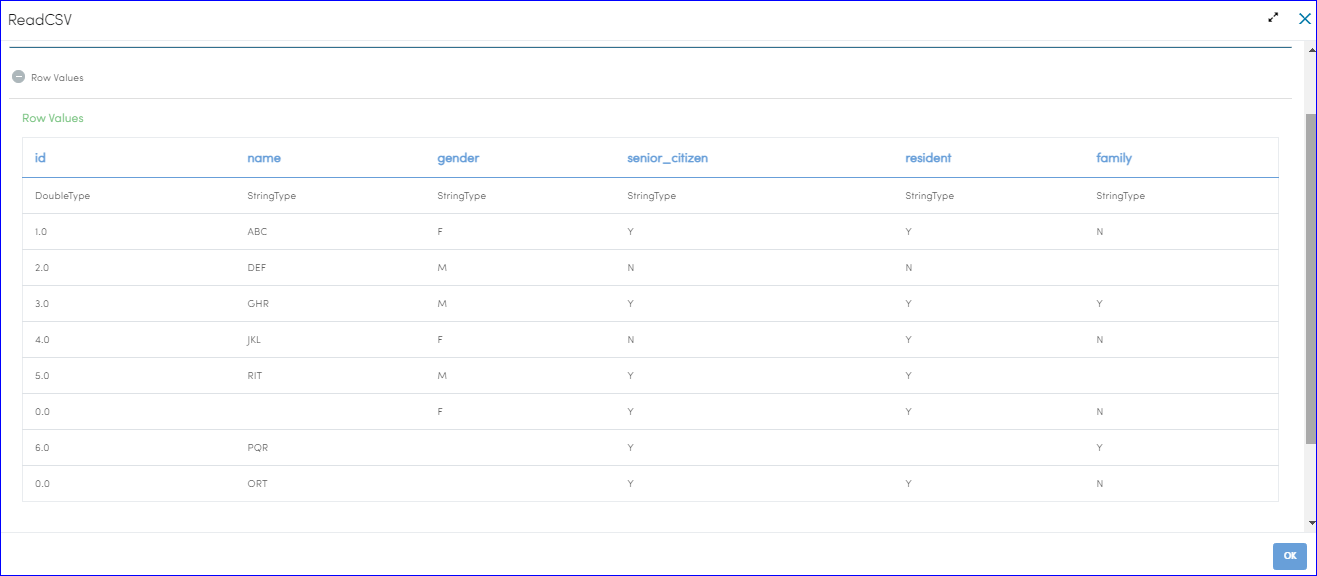 ReadCSV
Row Values
Row Values
id name gender senior_citizen resident family
DoubleType StringType StringType StringType StringType StringType
1.0 ABC F Y Y N
2.0 DEF M N N
3.0 GHR M Y Y Y
4.0 JKL F N Y N
5.0 RIT M Y Y
0.0 F Y Y N
6.0 PQR Y Y
0.0 ORT Y Y N
OK